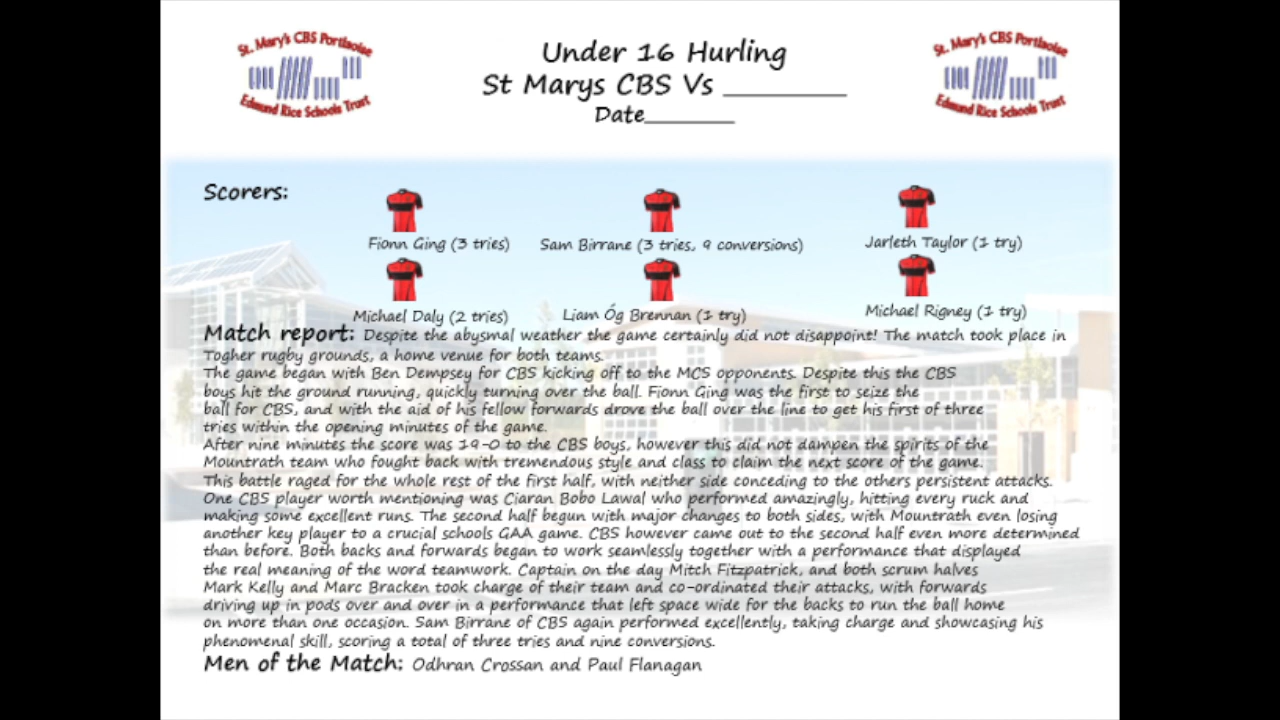 St. Mary's CBS Portlaoise
Edmund Rice Schools Trust
Under 16 Hurling
St Marys CBS Vs __________
Date__________
St. Mary's CBS Portlaoise
Edmund Rice Schools Trust
Scorers:
Fionn Ging (3 tries) Sam Birrane (3 tries, 9 conversions) Jarleth Taylor (1 try)
Michael Daly (2 tries) Liam Óg Brennan (1 try) Michael Rigney (1 try)
Match report: Despite the abysmal weather the game certainly did not disappoint! The match took place in
Togher rugby grounds, a home venue for both teams.
The game began with Ben Dempsey for CBS kicking off to the MCS opponents. Despite this the CBS
boys hit the ground running, quickly turning over the ball. Fionn Ging was the first to seize the
ball for CBS, and with the aid of his fellow forwards drove the ball over the line to get his first of three
tries within the opening minutes of the game.
After nine minutes the score was 19-0 to the CBS boys, however this did not dampen the spirits of the
Mountrath team who fought back with tremendous style and class to claim the next score of the game.
This battle raged for the whole rest of the first half, with neither side conceding to the others persistent attacks.
One CBS player worth mentioning was Ciaran Bobo Lawal who performed amazingly, hitting every ruck and
making some excellent runs. The second half begun with major changes to both sides, with Mountrath even losing
another key player to a crucial schools GAA game. CBS however came out to the second half even more determined
than before. Both backs and forwards began to work seamlessly together with a performance that displayed
the real meaning of the word teamwork. Captain on the day Mitch Fitzpatrick, and both scrum halves
Mark Kelly and Marc Bracken took charge of their team and co-ordinated their attacks, with forwards
driving up in pods over and over in a performance that left space wide for the backs to run the ball home
on more than one occasion. Sam Birrane of CBS again performed excellently, taking charge and showcasing his
phenomenal skill, scoring a total of three tries and nine conversions.
Men of the Match: Odhran Crossan and Paul Flanagan